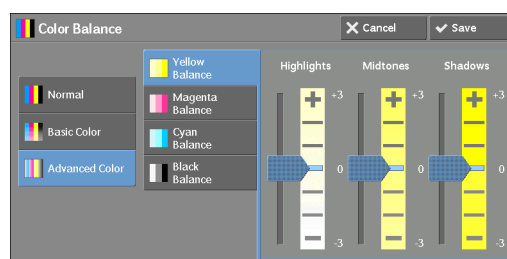 Color Balance
Cancel
Save
Normal
Basic Color
Advanced Color
Yellow
Balance
Magenta
Balance
Cyan
Balance
Black
Balance
Highlights Midtones Shadows
+3 +3 +3
0 0 0
-3 -3 -3